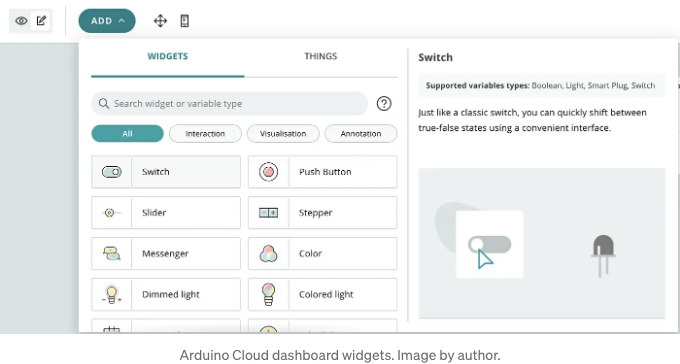 ADD
WIDGETS
THINGS
Search widget or variable type
All
Interaction
Visualisation
Annotation
Switch
Push Button
Slider
Stepper
Messenger
Color
Dimmed light
Colored light
Switch
Supported variables types: Boolean, Light, Smart Plug, Switch
Just like a classic switch, you can quickly shift between
true-false states using a convenient interface.
Arduino Cloud dashboard widgets. Image by author.